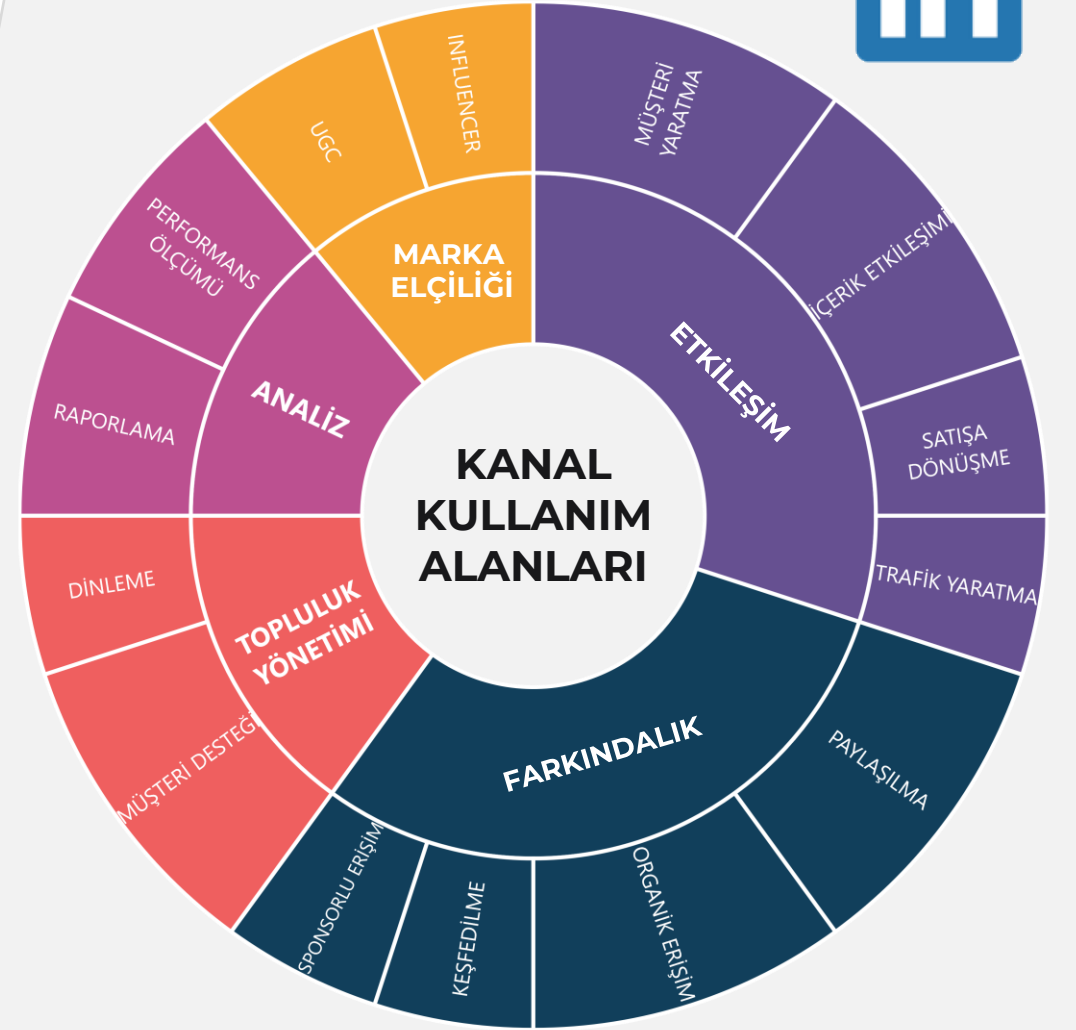 KANAL
KULLANIM
ALANLARI
ETKİLEŞİM
MÜŞTERİ
YARATMA
İÇERİK ETKİLEŞİMİ
SATIŞA
DÖNÜŞME
TRAFİK YARATMA
FARKINDALIK
PAYLAŞILMA
ORGANİK ERİŞİM
KEŞFEDİLME
SPONSORLU ERİŞİM
TOPLULUK
YÖNETİMİ
MÜŞTERİ DESTEĞİ
DİNLEME
ANALİZ
RAPORLAMA
PERFORMANS
ÖLÇÜMÜ
MARKA
ELÇİLİĞİ
UGC
INFLUENCER